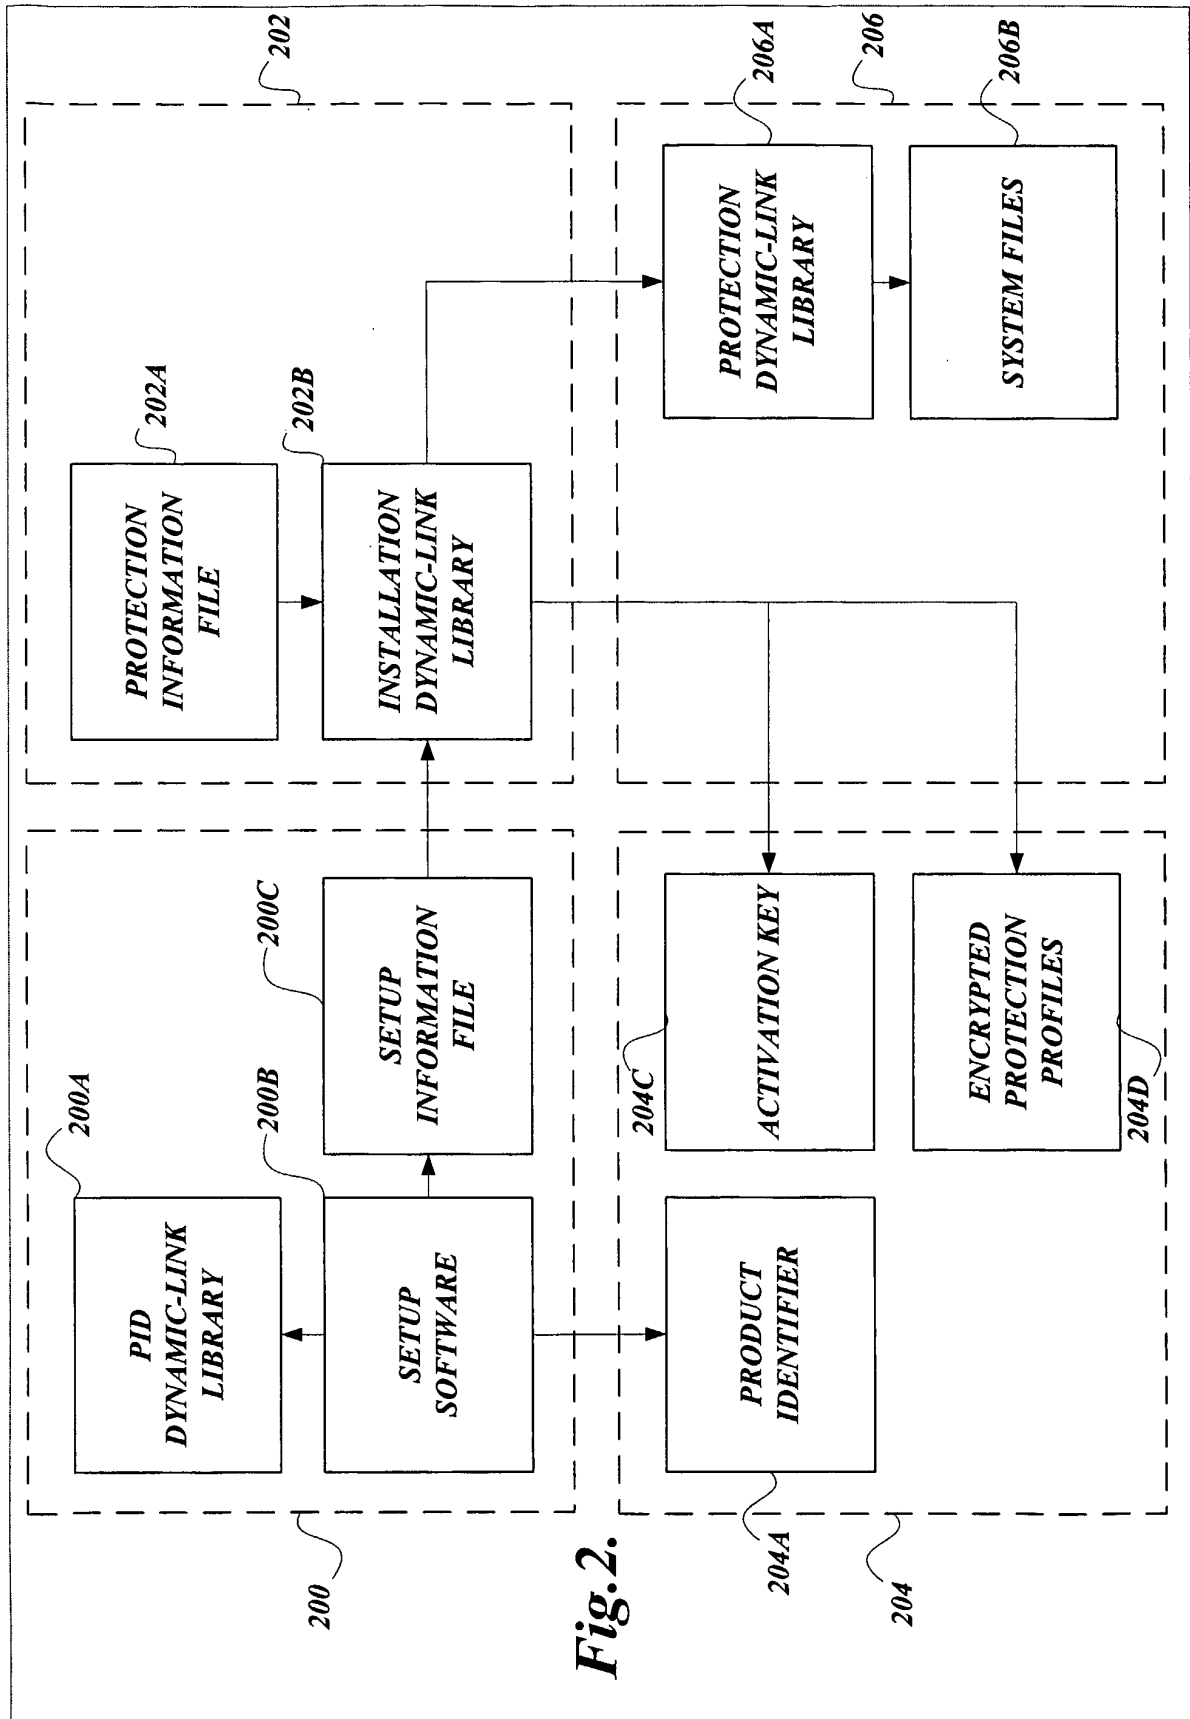 200
200A
PID
DYNAMIC-LINK
LIBRARY
200B
SETUP
SOFTWARE
200C
SETUP
INFORMATION
FILE
202
202A
PROTECTION
INFORMATION
FILE
202B
INSTALLATION
DYNAMIC-LINK
LIBRARY
204
204A
PRODUCT
IDENTIFIER
204C
ACTIVATION KEY
204D
ENCRYPTED
PROTECTION
PROFILES
206
206A
PROTECTION
DYNAMIC-LINK
LIBRARY
206B
SYSTEM FILES
Fig.2.